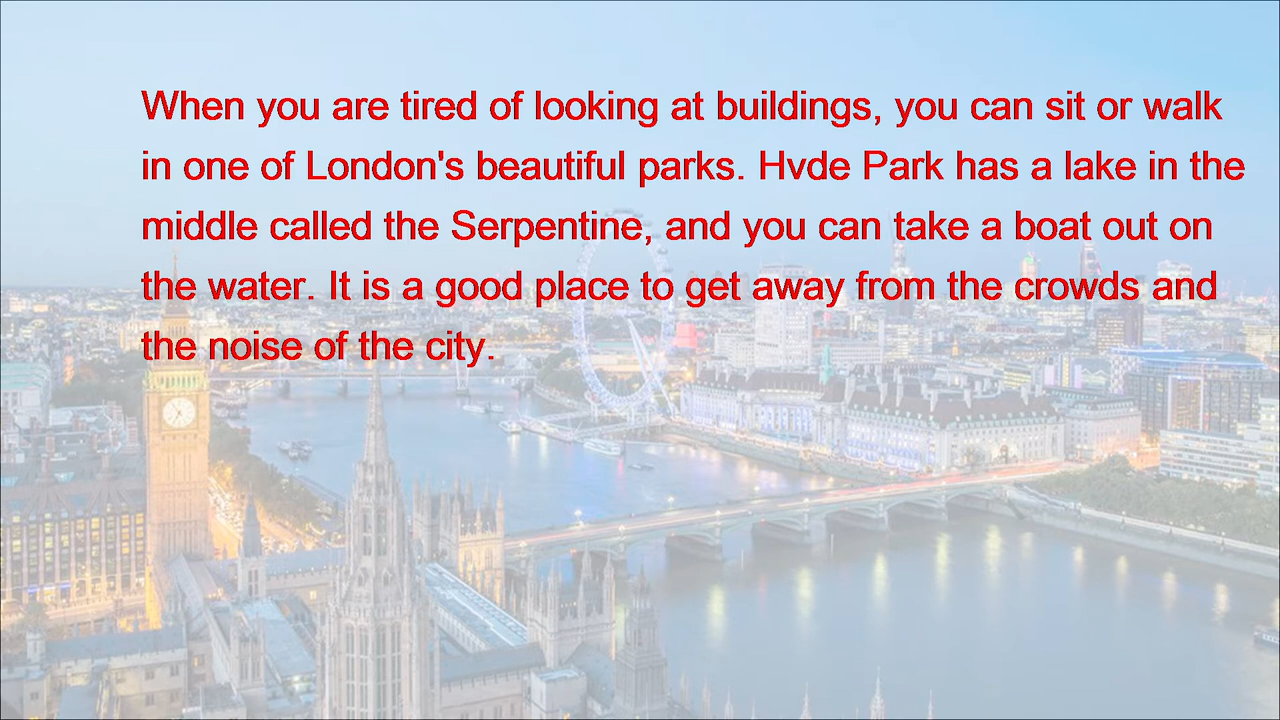 When you are tired of looking at buildings, you can sit or walk
in one of London's beautiful parks. Hvde Park has a lake in the
middle called the Serpentine, and you can take a boat out on
the water. It is a good place to get away from the crowds and
the noise of the city.